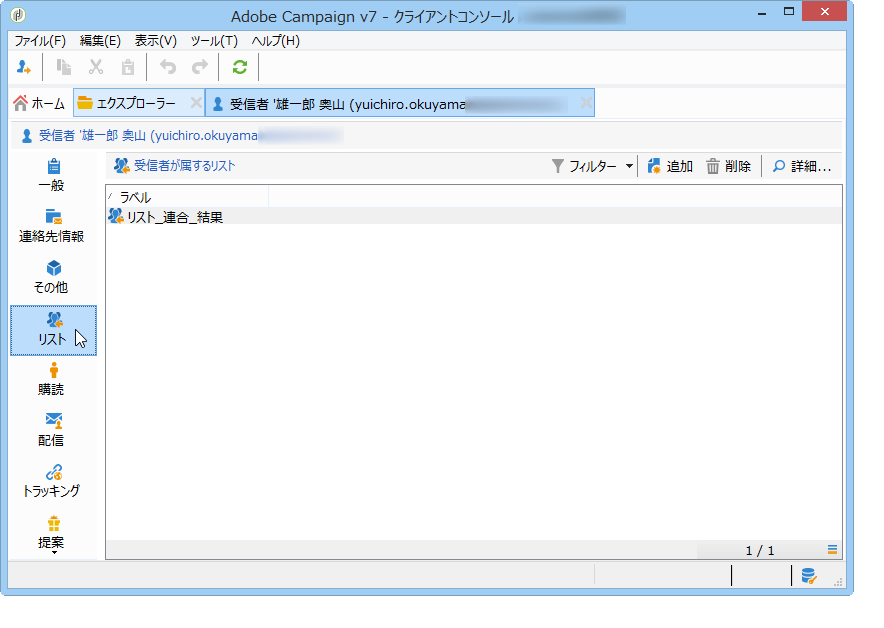 Adobe Campaign v7 - クライアントコンソール
ファイル(F) 編集(E) 表示(V) ツール(T) ヘルプ(H)
ホーム エクスプローラー 受信者 '雄一郎 奥山 (yuichiro.okuyama
受信者 '雄一郎 奥山 (yuichiro.okuyama
受信者が属するリスト フィルター 追加 削除 詳細...
ラベル
リスト_連合_結果
一般
連絡先情報
その他
リスト
購読
配信
トラッキング
提案
1 / 1